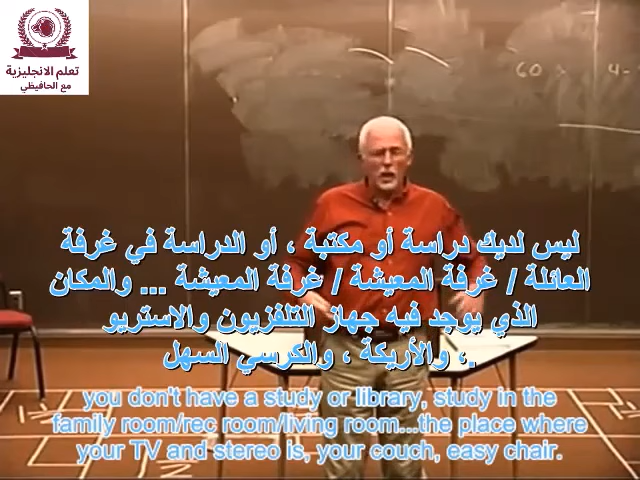 تعلم الانجليزية
مع الحافيظي
60
ليس لديك دراسة أو مكتبة ، أو الدراسة في غرفة
العائلة / غرفة المعيشة / غرفة المعيشة ... والمكان
الذي يوجد فيه جهاز التلفزيون والاستريو
،. والأريكة ، والكرسي السهل
you don't have a study or library, study in the
family room/rec room/living room...the place where
your TV and stereo is, your couch, easy chair.